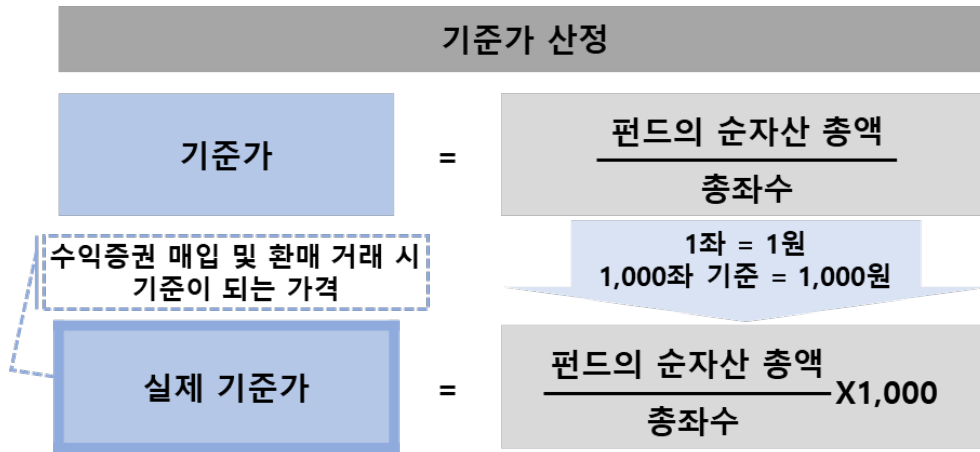 기준가 산정
기준가
=
펀드의 순자산 총액
총좌수
수익증권 매입 및 환매 거래 시
기준이 되는 가격
1좌 = 1원
1,000좌 기준 = 1,000원
실제 기준가
=
펀드의 순자산 총액
총좌수
X1,000